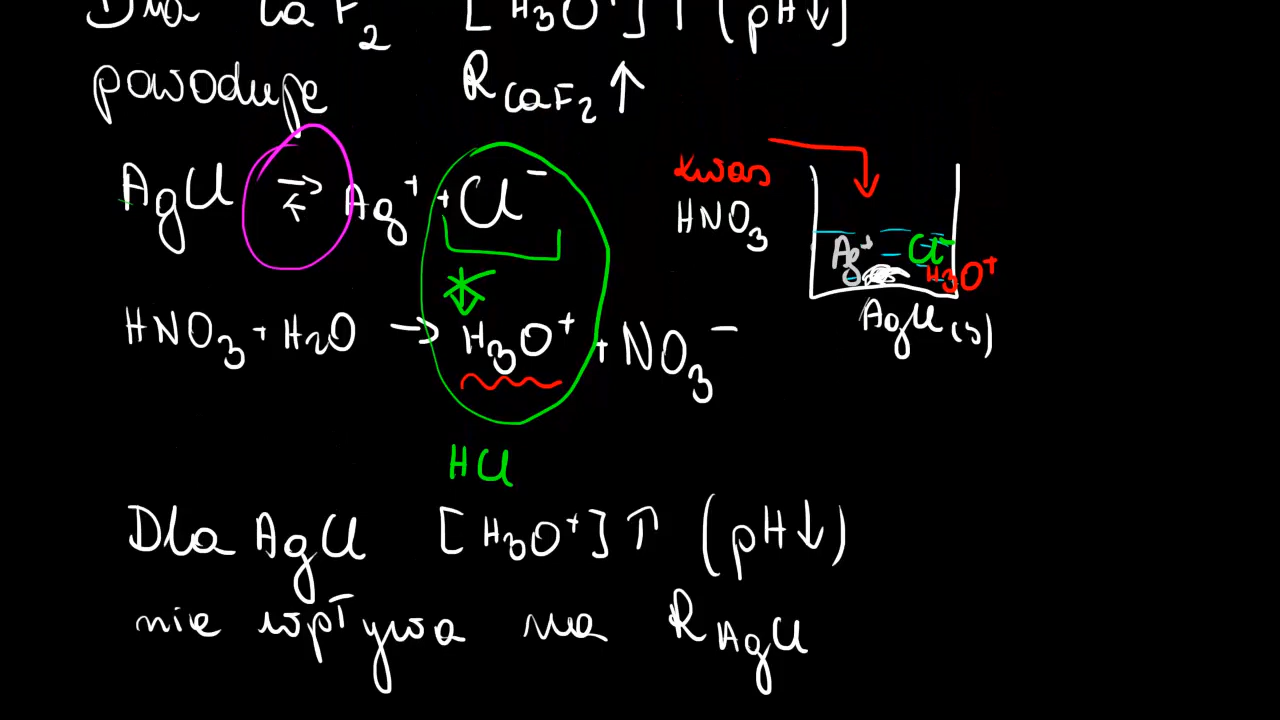 Dla CaF₂ [H₃O⁺]↑ (pH↓)
powoduje R CaF₂ ↑
AgCl ⇄ Ag⁺ + Cl⁻
kwas
HNO₃
Ag⁺ Cl⁻
H₃O⁺
AgCl(s)
HNO₃ + H₂O → H₃O⁺ + NO₃⁻
HCl
Dla AgCl [H₃O⁺]↑ (pH↓)
nie wpływa na R AgCl